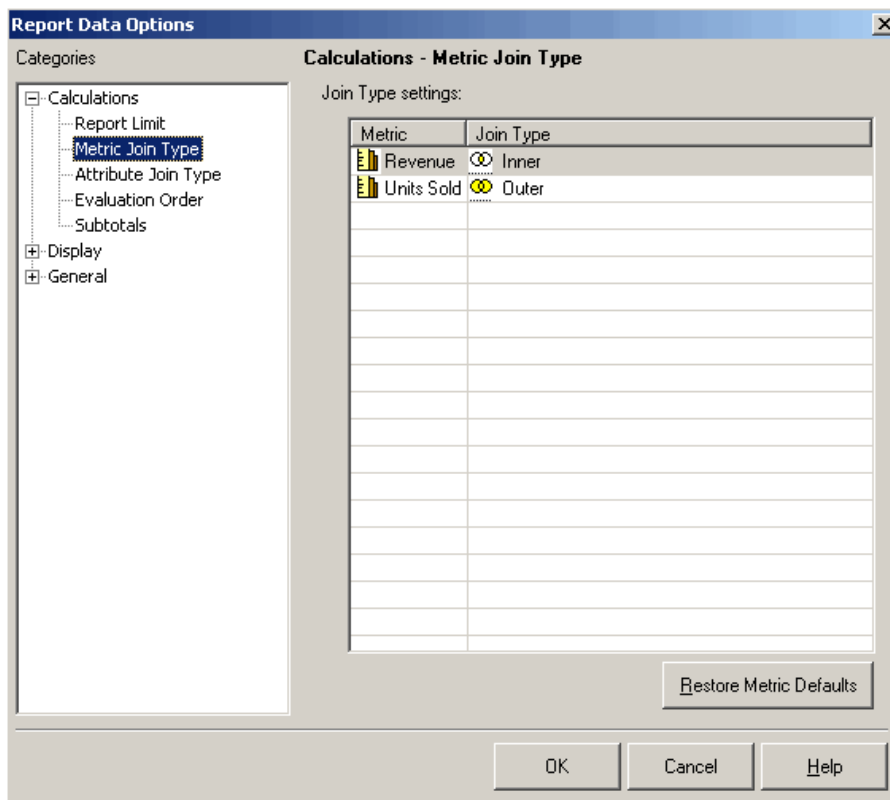 Report Data Options
Categories
Calculations - Metric Join Type
Calculations
Report Limit
Metric Join Type
Attribute Join Type
Evaluation Order
Subtotals
Display
General
Join Type settings:
Metric Join Type
Revenue Inner
Units Sold Outer
Restore Metric Defaults
OK Cancel Help